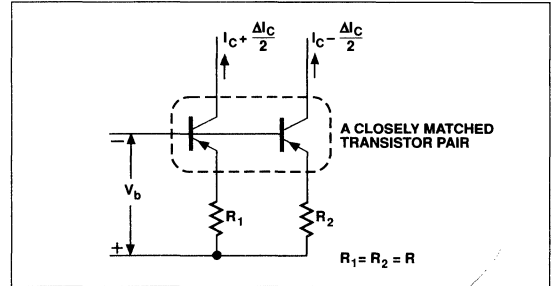 I_C + ΔI_C/2
I_C − ΔI_C/2
A CLOSELY MATCHED
TRANSISTOR PAIR
−
V_b
+
R_1
R_2
R_1 = R_2 = R